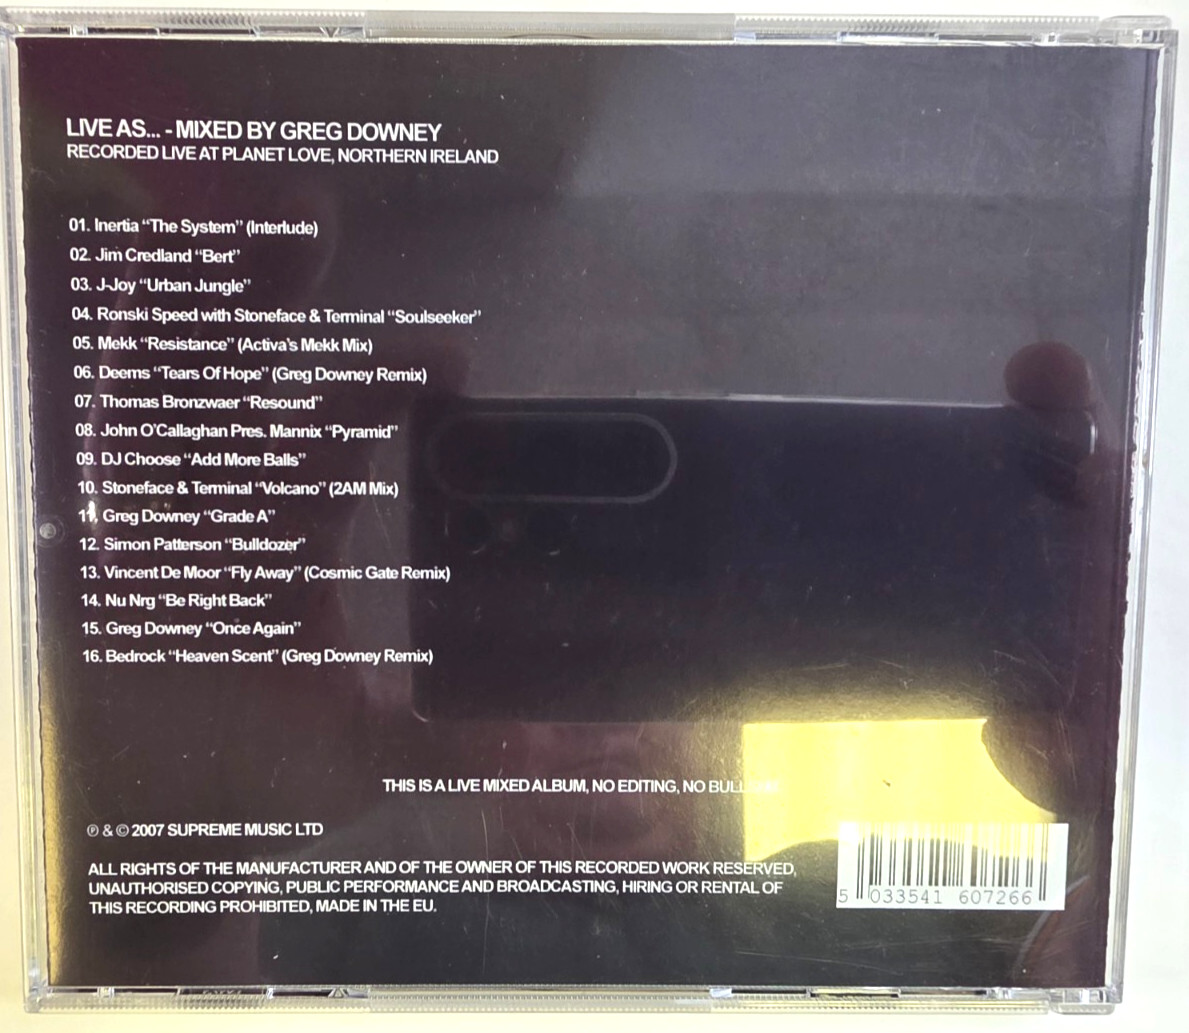 LIVE AS... - MIXED BY GREG DOWNEY
RECORDED LIVE AT PLANET LOVE, NORTHERN IRELAND
01. Inertia “The System” (Interlude)
02. Jim Credland “Bert”
03. J-Joy “Urban Jungle”
04. Ronski Speed with Stoneface & Terminal “Soulseeker”
05. Mekk “Resistance” (Activa's Mekk Mix)
06. Deems “Tears Of Hope” (Greg Downey Remix)
07. Thomas Bronzwaer “Resound”
08. John O'Callaghan Pres. Mannix “Pyramid”
09. DJ Choose “Add More Balls”
10. Stoneface & Terminal “Volcano” (2AM Mix)
11. Greg Downey “Grade A”
12. Simon Patterson “Bulldozer”
13. Vincent De Moor “Fly Away” (Cosmic Gate Remix)
14. Nu Nrg “Be Right Back”
15. Greg Downey “Once Again”
16. Bedrock “Heaven Scent” (Greg Downey Remix)
THIS IS A LIVE MIXED ALBUM, NO EDITING, NO
℗ & © 2007 SUPREME MUSIC LTD
ALL RIGHTS OF THE MANUFACTURER AND OF THE OWNER OF THIS RECORDED WORK RESERVED,
UNAUTHORISED COPYING, PUBLIC PERFORMANCE AND BROADCASTING, HIRING OR RENTAL OF
THIS RECORDING PROHIBITED, MADE IN THE EU.
5 033541 607266